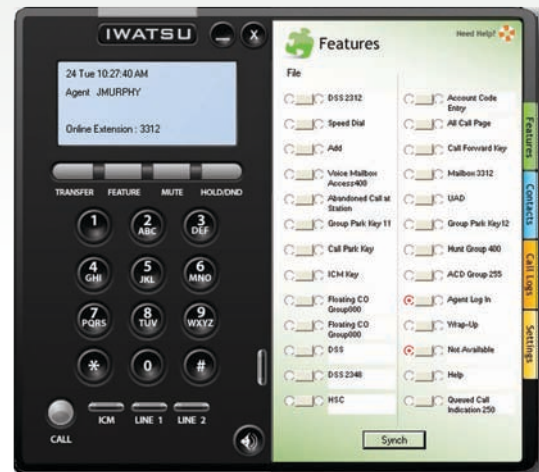 IWATSU
X
24 Tue 10:27:40 AM
Agent JMURPHY
Online Extension : 3312
TRANSFER FEATURE MUTE HOLD/DND
1 2 ABC 3 DEF
4 GHI 5 JKL 6 MNO
7 PQRS 8 TUV 9 WXYZ
* 0 #
ICM LINE 1 LINE 2
CALL
Features
Need Help?
File
DSS 2312
Speed Dial
Add
Voice Mailbox
Access400
Abandoned Call at
Station
Group Park Key 11
Call Park Key
ICM Key
Floating CO
Group000
Floating CO
Group000
DSS
DSS 2348
HSC
Account Code
Entry
All Call Page
Call Forward Key
Mailbox 3312
UAD
Group Park Key12
Hunt Group 400
ACD Group 255
Agent Log In
Wrap-Up
Not Available
Help
Queued Call
Indication 250
Synch
Features
Contacts
Call Logs
Settings